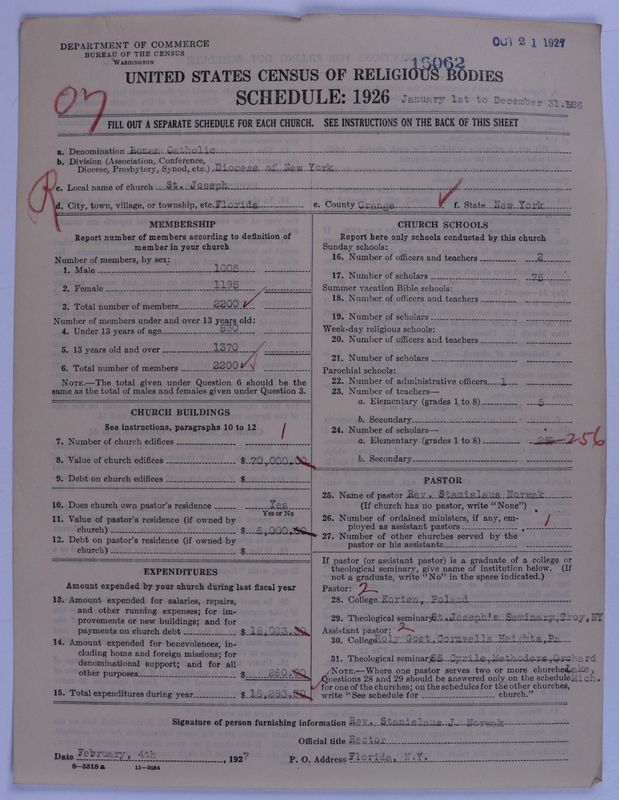 DEPARTMENT OF COMMERCE
BUREAU OF THE CENSUS
WASHINGTON
OCT 21 1927
15062
UNITED STATES CENSUS OF RELIGIOUS BODIES
SCHEDULE: 1926 January 1st to December 31.1926
FILL OUT A SEPARATE SCHEDULE FOR EACH CHURCH. SEE INSTRUCTIONS ON THE BACK OF THIS SHEET
a. Denomination Roman Catholic
b. Division (Association, Conference,
Diocese, Presbytery, Synod, etc.) Diocese of New York
c. Local name of church St. Joseph
d. City, town, village, or township, etc. Florida e. County Orange f. State New York
MEMBERSHIP
Report number of members according to definition of
member in your church
Number of members, by sex:
1. Male 1005
2. Female 1195
3. Total number of members 2200
Number of members under and over 13 years old:
4. Under 13 years of age 830
5. 13 years old and over 1370
6. Total number of members 2200
NOTE.—The total given under Question 6 should be the
same as the total of males and females given under Question 3.
CHURCH BUILDINGS
See instructions, paragraphs 10 to 12
7. Number of church edifices 1
8. Value of church edifices $ 70,000.00
9. Debt on church edifices $
10. Does church own pastor's residence Yes
Yes or No
11. Value of pastor's residence (if owned by
church) $ 6,000.00
12. Debt on pastor's residence (if owned by
church) $
EXPENDITURES
Amount expended by your church during last fiscal year
13. Amount expended for salaries, repairs,
and other running expenses; for im-
provements or new buildings; and for
payments on church debt $ 18,023.50
14. Amount expended for benevolences, in-
cluding home and foreign missions; for
denominational support; and for all
other purposes $ 260.00
15. Total expenditures during year $ 18,283.50
CHURCH SCHOOLS
Report here only schools conducted by this church
Sunday schools:
16. Number of officers and teachers 2
17. Number of scholars 75
Summer vacation Bible schools:
18. Number of officers and teachers
19. Number of scholars
Week-day religious schools:
20. Number of officers and teachers
21. Number of scholars
Parochial schools:
22. Number of administrative officers 1
23. Number of teachers—
a. Elementary (grades 1 to 8) 5
b. Secondary
24. Number of scholars—
a. Elementary (grades 1 to 8) 256
b. Secondary
PASTOR
25. Name of pastor Rev. Stanislaus Nowak
(If church has no pastor, write "None")
26. Number of ordained ministers, if any, em-
ployed as assistant pastors 1
27. Number of other churches served by the
pastor or his assistants
If pastor (or assistant pastor) is a graduate of a college or
theological seminary, give name of institution below. (If
not a graduate, write "No" in the space indicated.)
Pastor: 2
28. College Korten, Poland
29. Theological seminary St.Joseph's Seminary,Troy,NY
Assistant pastor: 2
30. College Holy Gost,Corawells Heights,Pa
31. Theological seminary SS Cyrile,Methoders,Orchard
NOTE.—Where one pastor serves two or more churches, Lake,
Questions 28 and 29 should be answered only on the schedule Mich.
for one of the churches; on the schedules for the other churches,
write "See schedule for church."
Signature of person furnishing information Rev. Stanislaus J. Nowak
Official title Rector
Date February, 4th, 1927 P. O. Address Florida, N.Y.
8—5518 a 11—9034